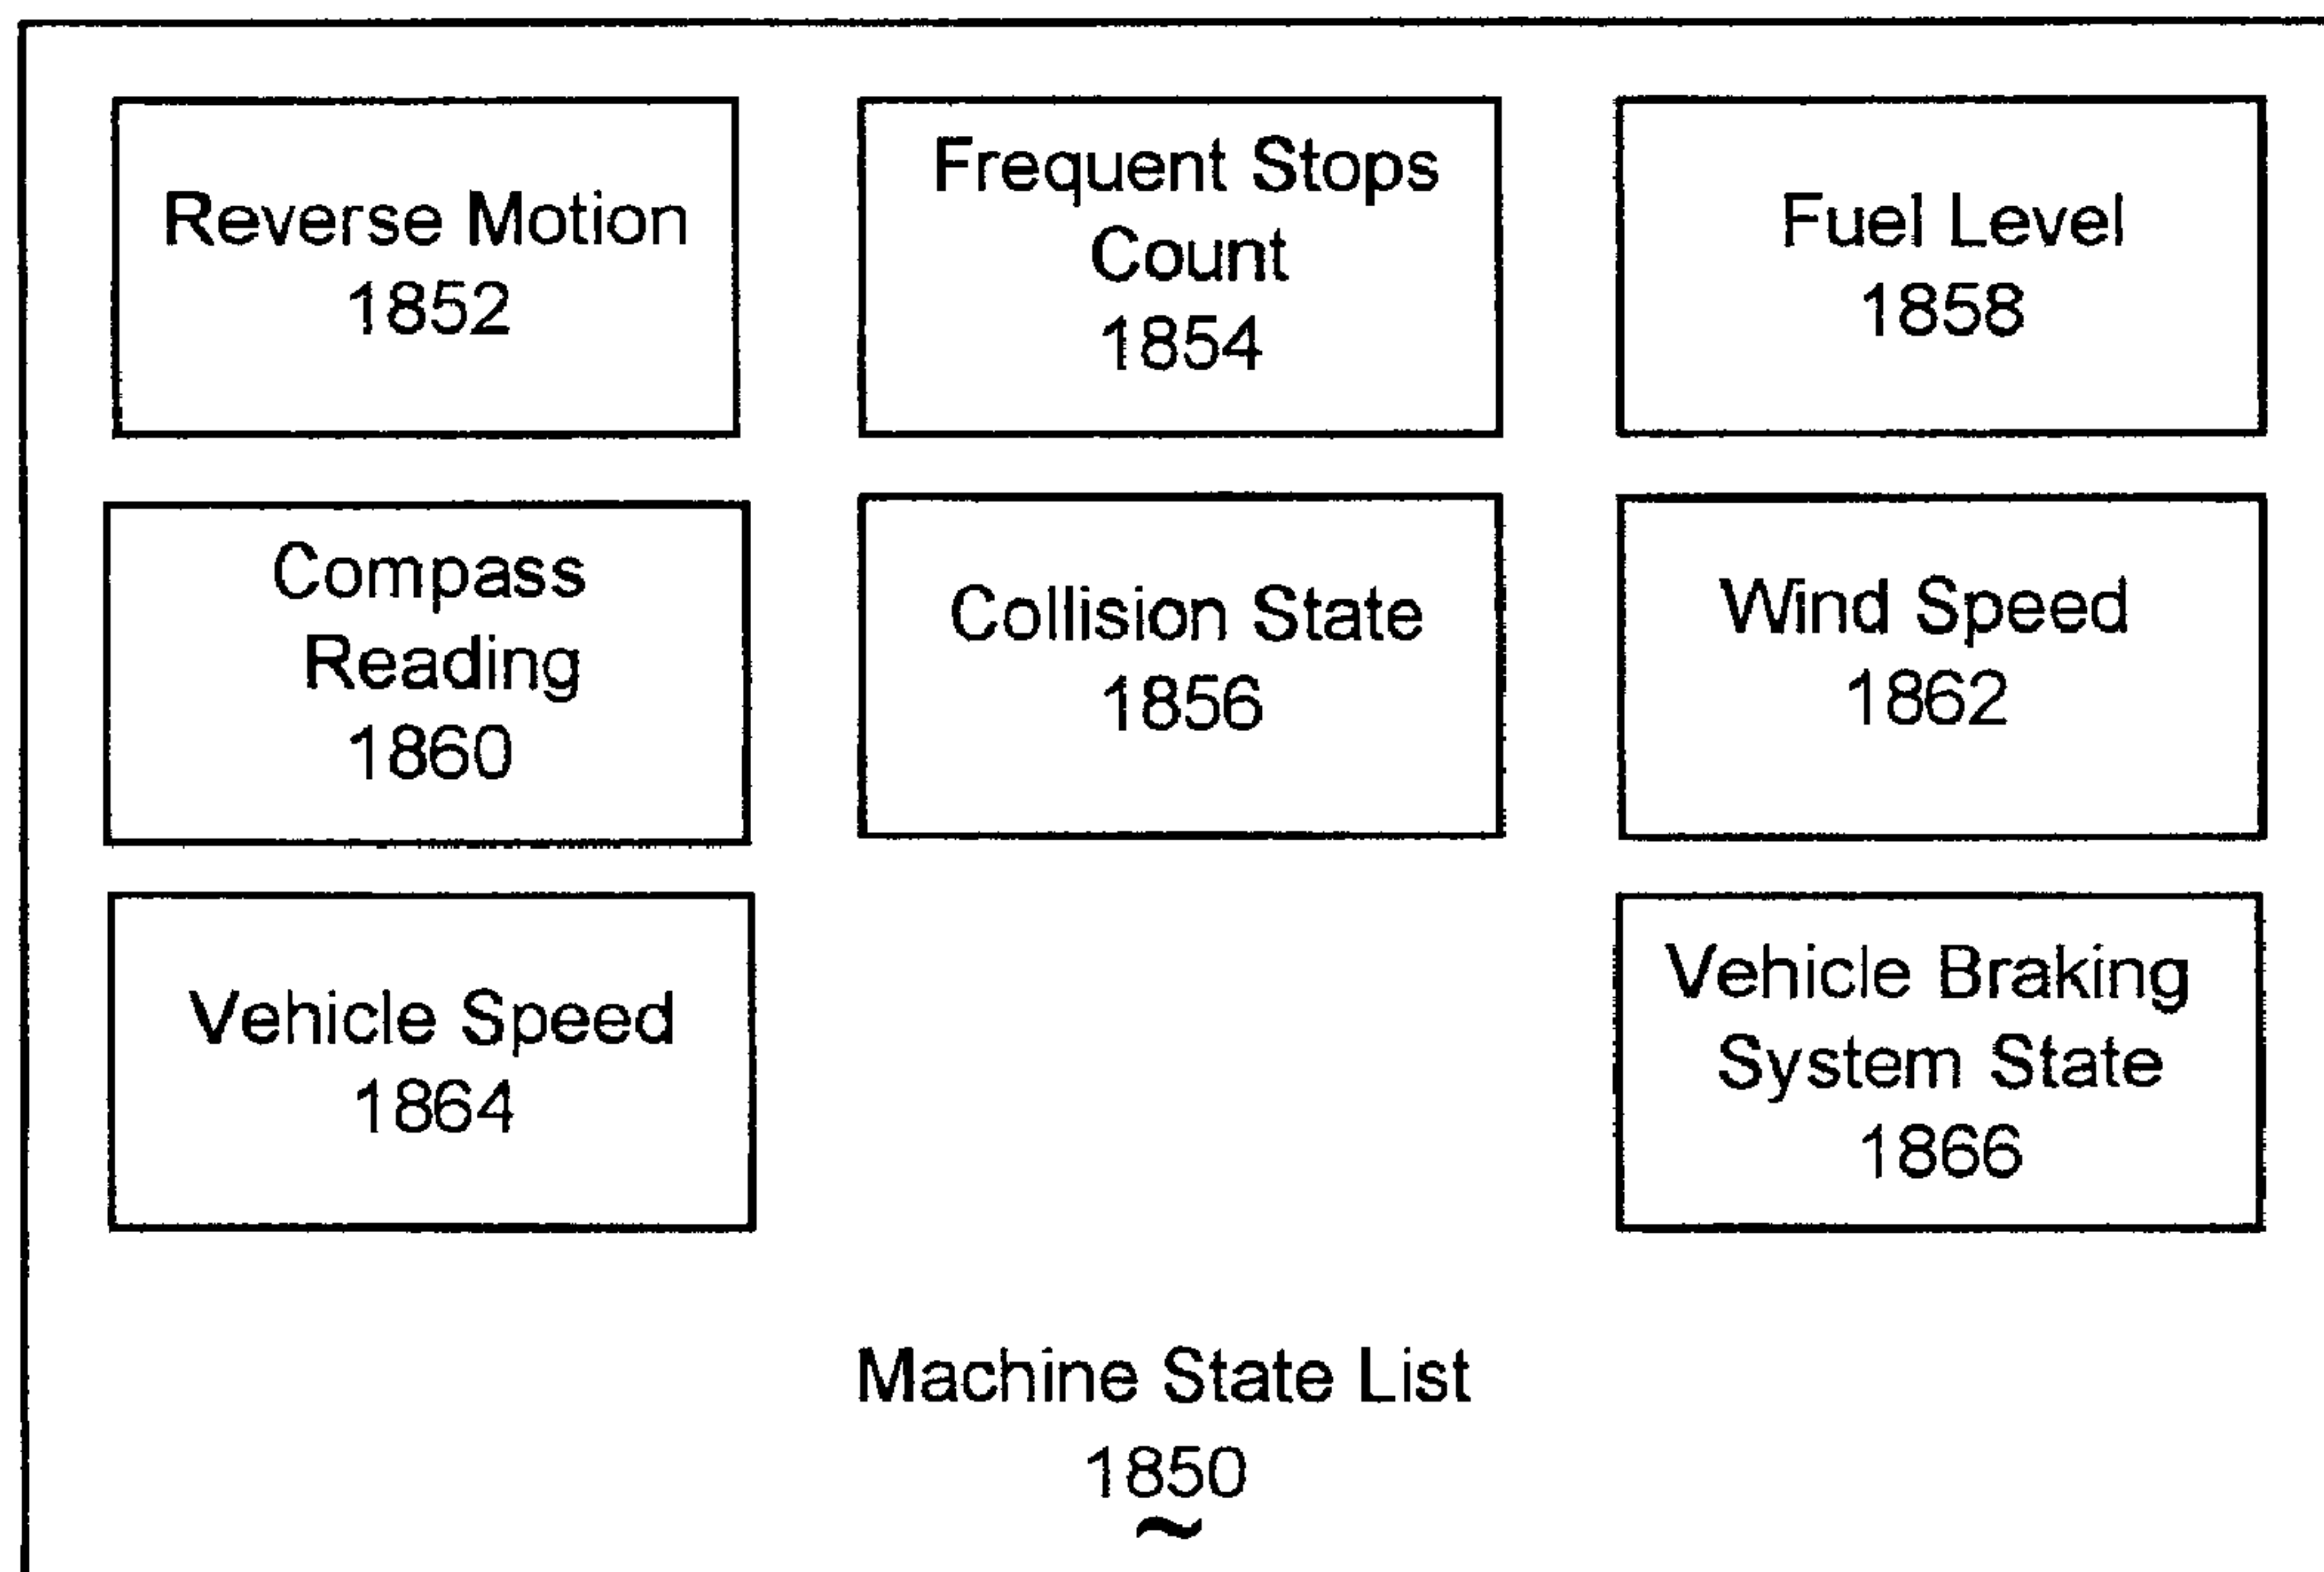 Reverse Motion
1852
Frequent Stops
Count
1854
Fuel Level
1858
Compass
Reading
1860
Collision State
1856
Wind Speed
1862
Vehicle Speed
1864
Vehicle Braking
System State
1866
Machine State List
1850
~